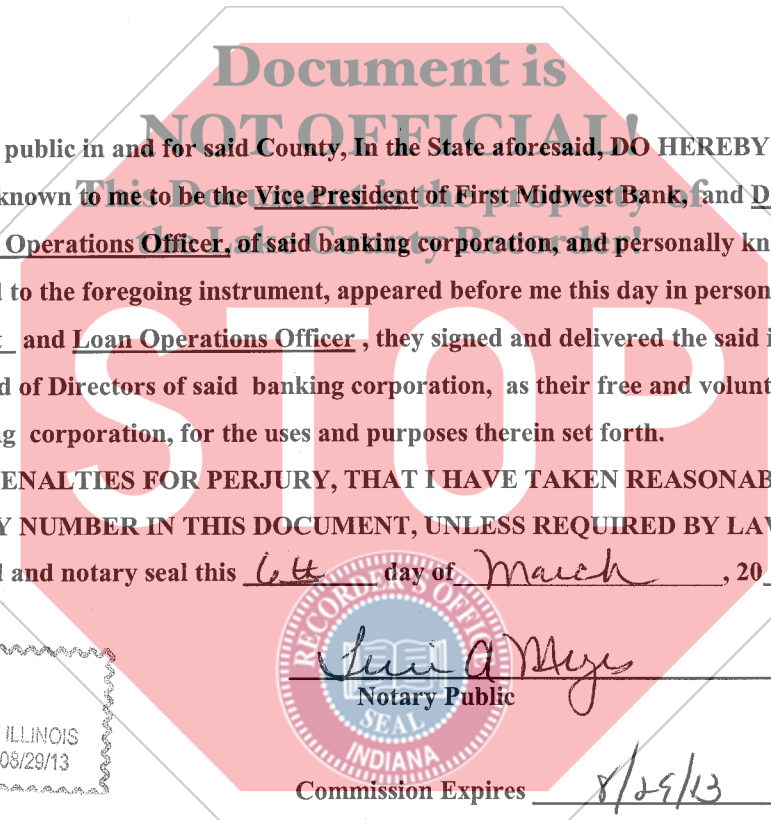 Document is
NOT OFFICIAL!
public in and for said County, In the State aforesaid, DO HEREBY
This Document is the property of
known to me to be the Vice President of First Midwest Bank, and D
the Lake County Recorder!
Operations Officer, of said banking corporation, and personally kn
l to the foregoing instrument, appeared before me this day in person
t and Loan Operations Officer , they signed and delivered the said i
STOP
d of Directors of said banking corporation, as their free and volunt
g corporation, for the uses and purposes therein set forth.
ENALTIES FOR PERJURY, THAT I HAVE TAKEN REASONAB
Y NUMBER IN THIS DOCUMENT, UNLESS REQUIRED BY LAW
l and notary seal this 6th day of March , 20
RECORDER'S OFFICE
A
Notary Public
SEAL
INDIANA
ILLINOIS
08/29/13
Commission Expires 8/29/13